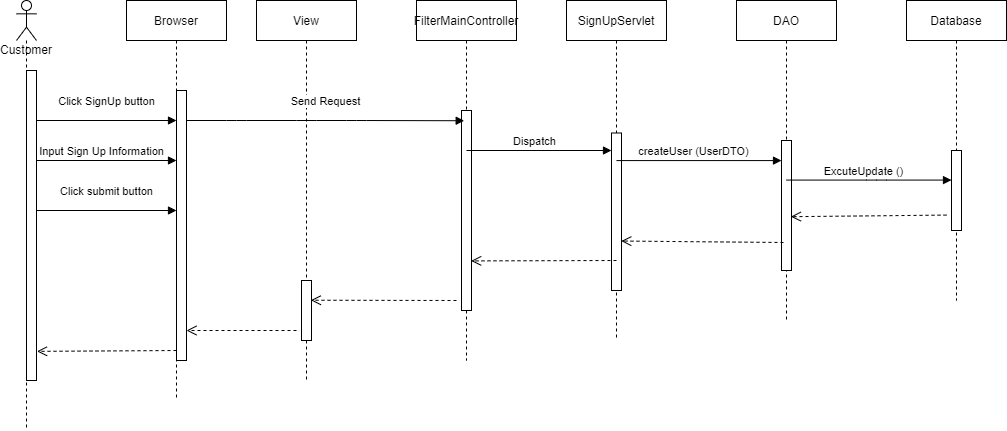 Customer
Browser
View
FilterMainController
SignUpServlet
DAO
Database
Click SignUp button
Send Request
Dispatch
Input Sign Up Information
createUser (UserDTO)
ExcuteUpdate ()
Click submit button